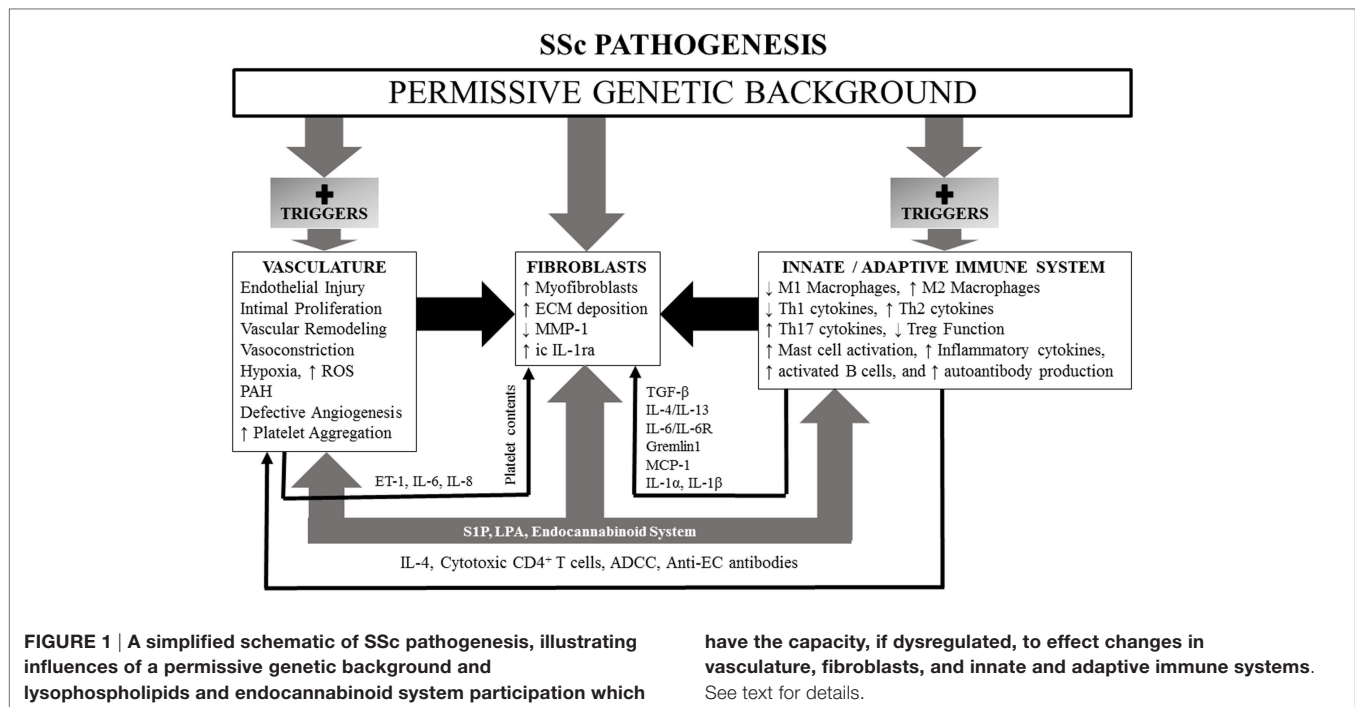 SSc PATHOGENESIS
PERMISSIVE GENETIC BACKGROUND
+
TRIGGERS
+
TRIGGERS
VASCULATURE
Endothelial Injury
Intimal Proliferation
Vascular Remodeling
Vasoconstriction
Hypoxia, ↑ ROS
PAH
Defective Angiogenesis
↑ Platelet Aggregation
FIBROBLASTS
↑ Myofibroblasts
↑ ECM deposition
↓ MMP-1
↑ ic IL-1ra
INNATE / ADAPTIVE IMMUNE SYSTEM
↓ M1 Macrophages, ↑ M2 Macrophages
↓ Th1 cytokines, ↑ Th2 cytokines
↑ Th17 cytokines, ↓ Treg Function
↑ Mast cell activation, ↑ Inflammatory cytokines,
↑ activated B cells, and ↑ autoantibody production
ET-1, IL-6, IL-8
Platelet contents
TGF-β
IL-4/IL-13
IL-6/IL-6R
Gremlin1
MCP-1
IL-1α, IL-1β
S1P, LPA, Endocannabinoid System
IL-4, Cytotoxic CD4⁺ T cells, ADCC, Anti-EC antibodies
FIGURE 1 | A simplified schematic of SSc pathogenesis, illustrating
influences of a permissive genetic background and
lysophospholipids and endocannabinoid system participation which
have the capacity, if dysregulated, to effect changes in
vasculature, fibroblasts, and innate and adaptive immune systems.
See text for details.